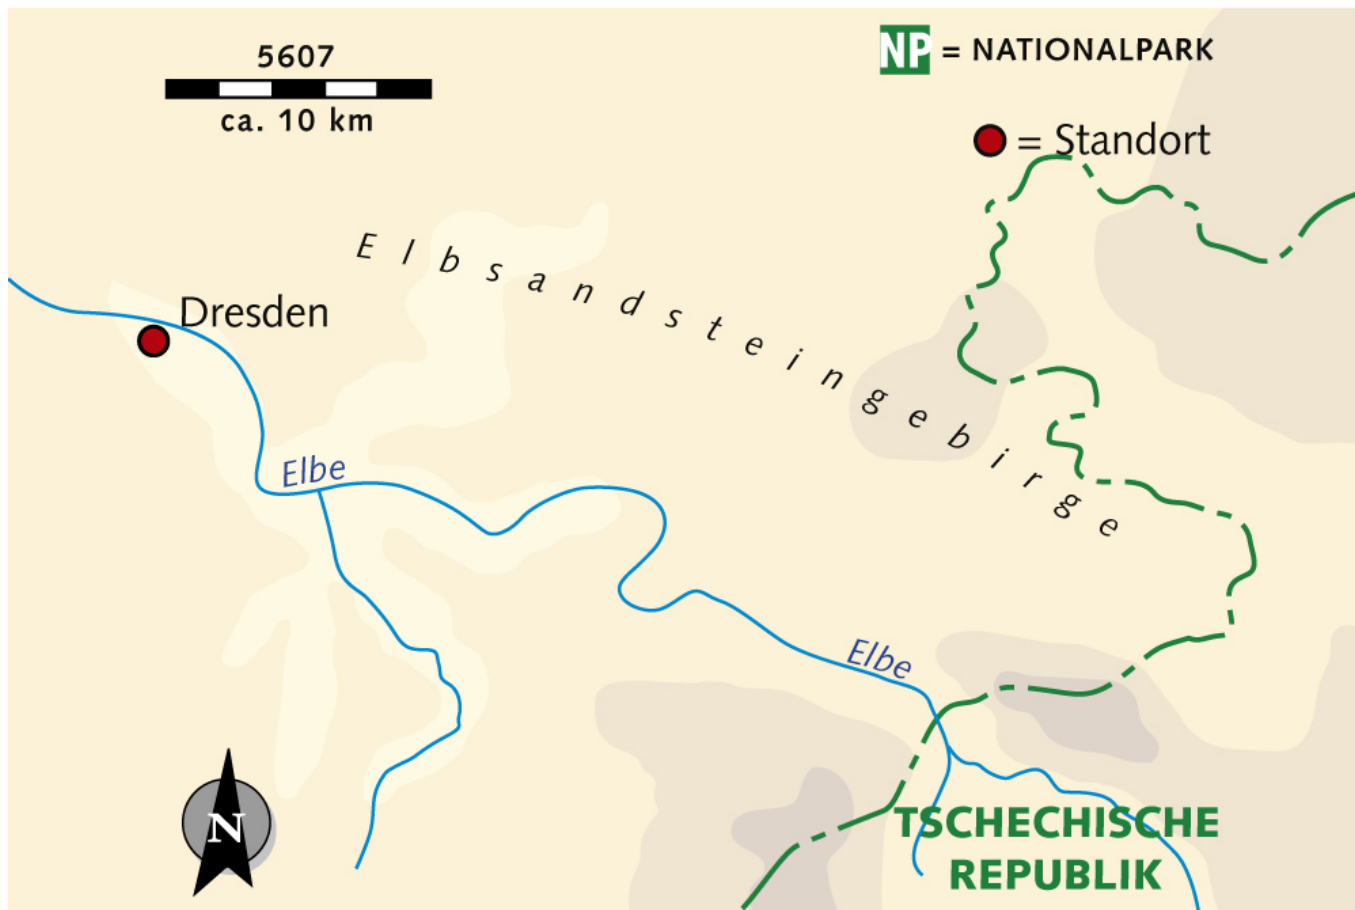 5607
ca. 10 km
NP = NATIONALPARK
= Standort
Elbsandsteingebirge
Dresden
Elbe
Elbe
N
TSCHECHISCHE
REPUBLIK